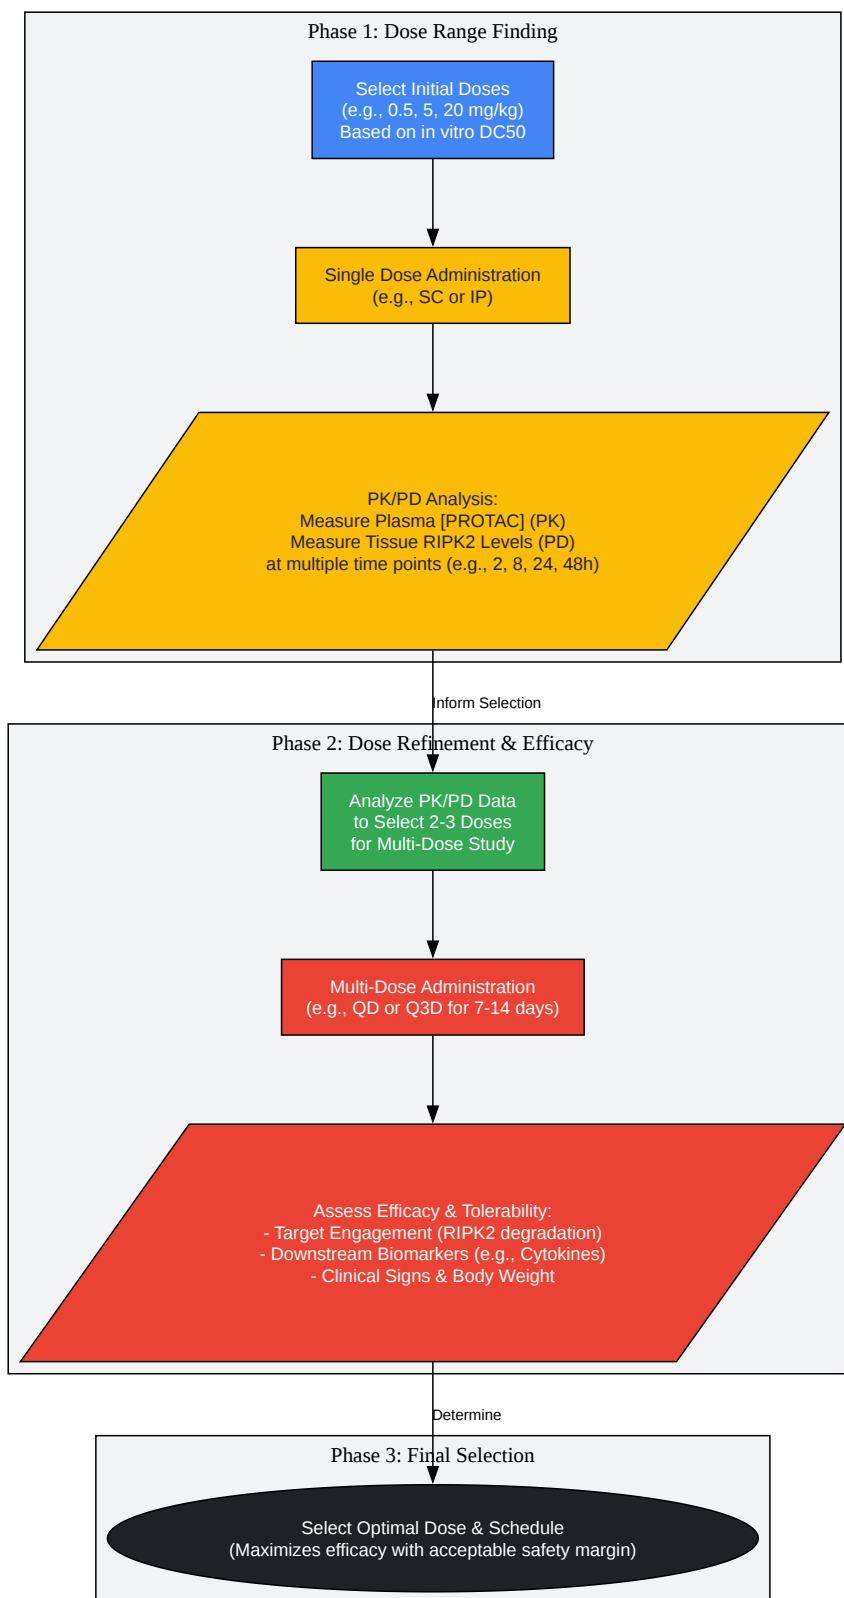 Phase 1: Dose Range Finding
Select Initial Doses
(e.g., 0.5, 5, 20 mg/kg)
Based on in vitro DC50
Single Dose Administration
(e.g., SC or IP)
PK/PD Analysis:
Measure Plasma [PROTAC] (PK)
Measure Tissue RIPK2 Levels (PD)
at multiple time points (e.g., 2, 8, 24, 48h)
Inform Selection
Phase 2: Dose Refinement & Efficacy
Analyze PK/PD Data
to Select 2-3 Doses
for Multi-Dose Study
Multi-Dose Administration
(e.g., QD or Q3D for 7-14 days)
Assess Efficacy & Tolerability:
- Target Engagement (RIPK2 degradation)
- Downstream Biomarkers (e.g., Cytokines)
- Clinical Signs & Body Weight
Determine
Phase 3: Final Selection
Select Optimal Dose & Schedule
(Maximizes efficacy with acceptable safety margin)